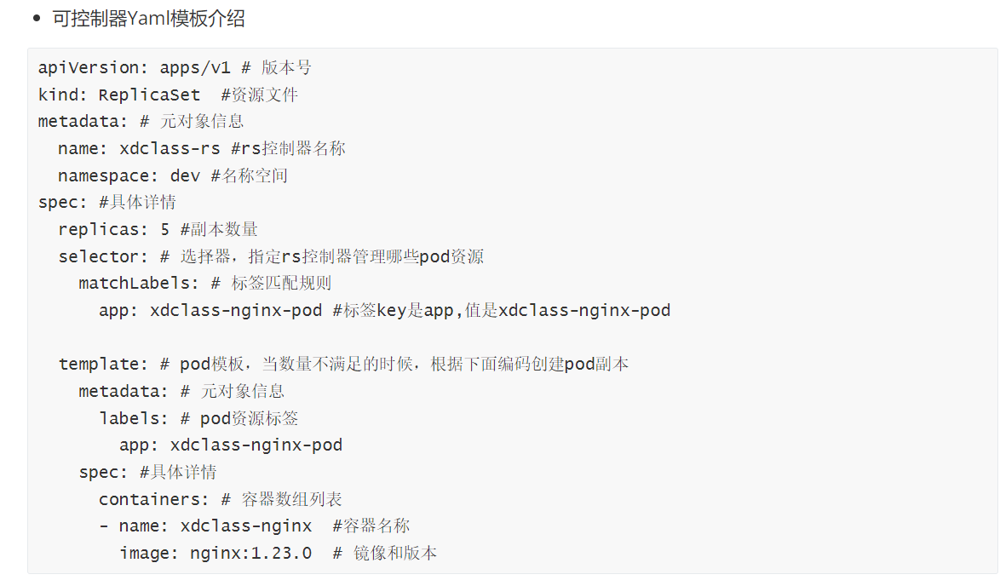 • 可控制器Yaml模板介绍
apiVersion: apps/v1 # 版本号
kind: ReplicaSet  #资源文件
metadata: # 元对象信息
  name: xdclass-rs #rs控制器名称
  namespace: dev #名称空间
spec: #具体详情
  replicas: 5 #副本数量
  selector: # 选择器，指定rs控制器管理哪些pod资源
    matchLabels: # 标签匹配规则
      app: xdclass-nginx-pod #标签key是app,值是xdclass-nginx-pod
  template: # pod模板，当数量不满足的时候，根据下面编码创建pod副本
    metadata: # 元对象信息
      labels: # pod资源标签
        app: xdclass-nginx-pod
    spec: #具体详情
      containers: # 容器数组列表
      - name: xdclass-nginx  #容器名称
        image: nginx:1.23.0  # 镜像和版本